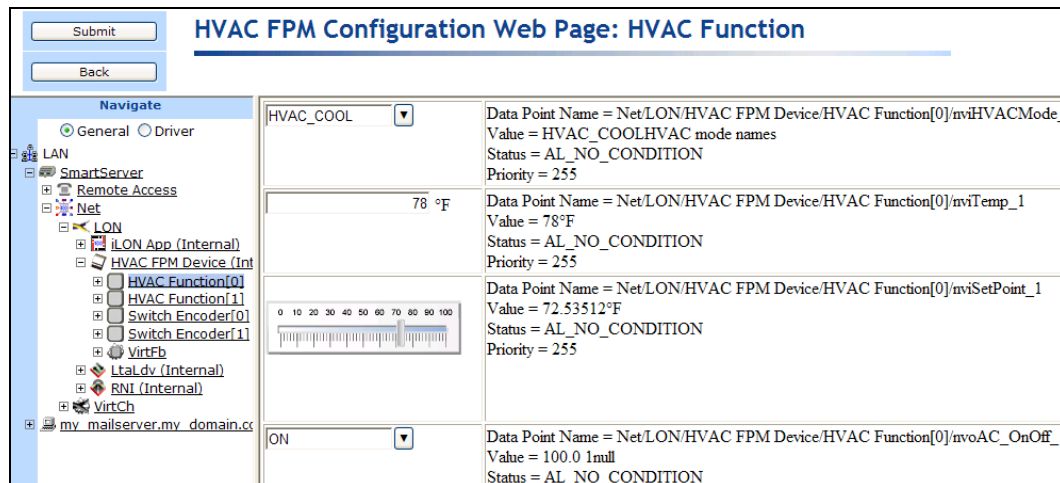 Submit
HVAC FPM Configuration Web Page: HVAC Function
Back
Navigate
General Driver
LAN
SmartServer
Remote Access
Net
LON
iLON App (Internal)
HVAC FPM Device (Int
HVAC Function[0]
HVAC Function[1]
Switch Encoder[0]
Switch Encoder[1]
VirtFb
LtaLdv (Internal)
RNI (Internal)
VirtCh
my_mailserver.my_domain.co
HVAC_COOL
Data Point Name = Net/LON/HVAC FPM Device/HVAC Function[0]/nviHVACMode_
Value = HVAC_COOLHVAC mode names
Status = AL_NO_CONDITION
Priority = 255
78 °F
Data Point Name = Net/LON/HVAC FPM Device/HVAC Function[0]/nviTemp_1
Value = 78°F
Status = AL_NO_CONDITION
Priority = 255
0 10 20 30 40 50 60 70 80 90 100
Data Point Name = Net/LON/HVAC FPM Device/HVAC Function[0]/nviSetPoint_1
Value = 72.53512°F
Status = AL_NO_CONDITION
Priority = 255
ON
Data Point Name = Net/LON/HVAC FPM Device/HVAC Function[0]/nvoAC_OnOff_
Value = 100.0 1null
Status = AL_NO_CONDITION